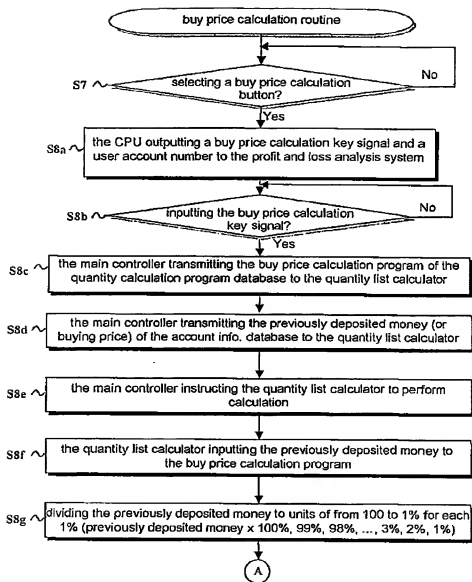 buy price calculation routine
No
S7
selecting a buy price calculation
button?
Yes
S8a
the CPU outputting a buy price calculation key signal and a
user account number to the profit and loss analysis system
No
S8b
inputting the buy price calculation
key signal?
Yes
S8c
the main controller transmitting the buy price calculation program of the
quantity calculation program database to the quantity list calculator
S8d
the main controller transmitting the previously deposited money (or
buying price) of the account info. database to the quantity list calculator
S8e
the main controller instructing the quantity list calculator to perform
calculation
S8f
the quantity list calculator inputting the previously deposited money to
the buy price calculation program
S8g
dividing the previously deposited money to units of from 100 to 1% for each
1% (previously deposited money x 100%, 99%, 98%, ..., 3%, 2%, 1%)
A